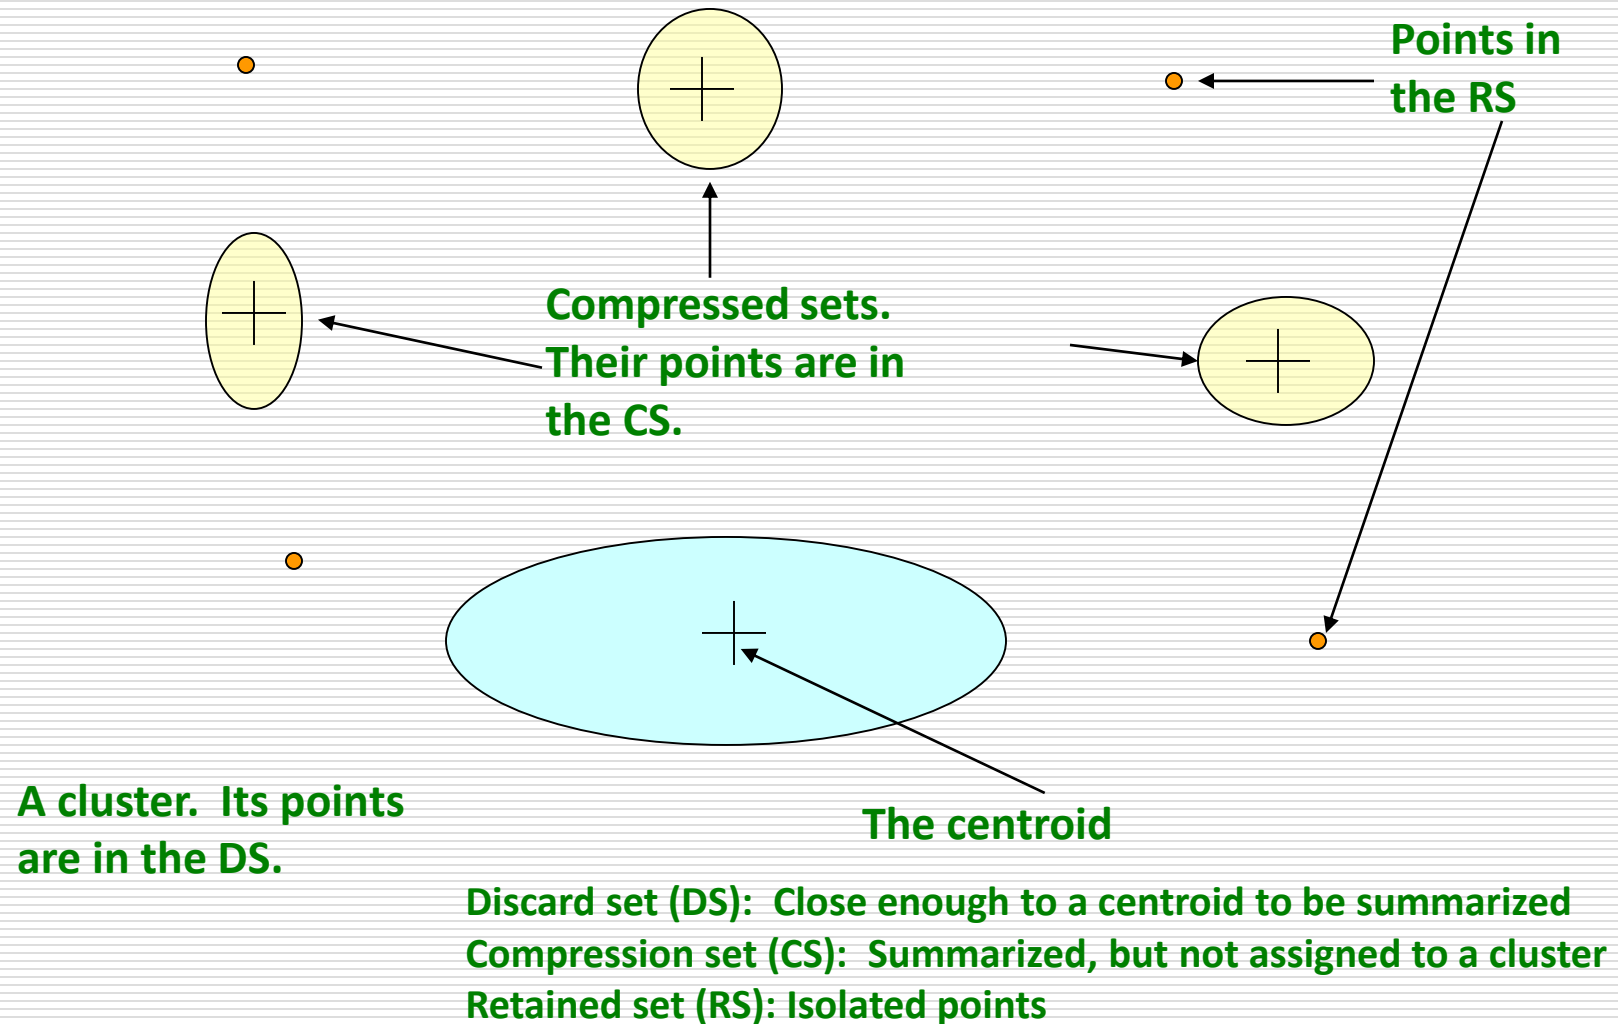 Points in
the RS
Compressed sets.
Their points are in
the CS.
A cluster.  Its points
are in the DS.
The centroid
Discard set (DS):  Close enough to a centroid to be summarized
Compression set (CS):  Summarized, but not assigned to a cluster
Retained set (RS): Isolated points